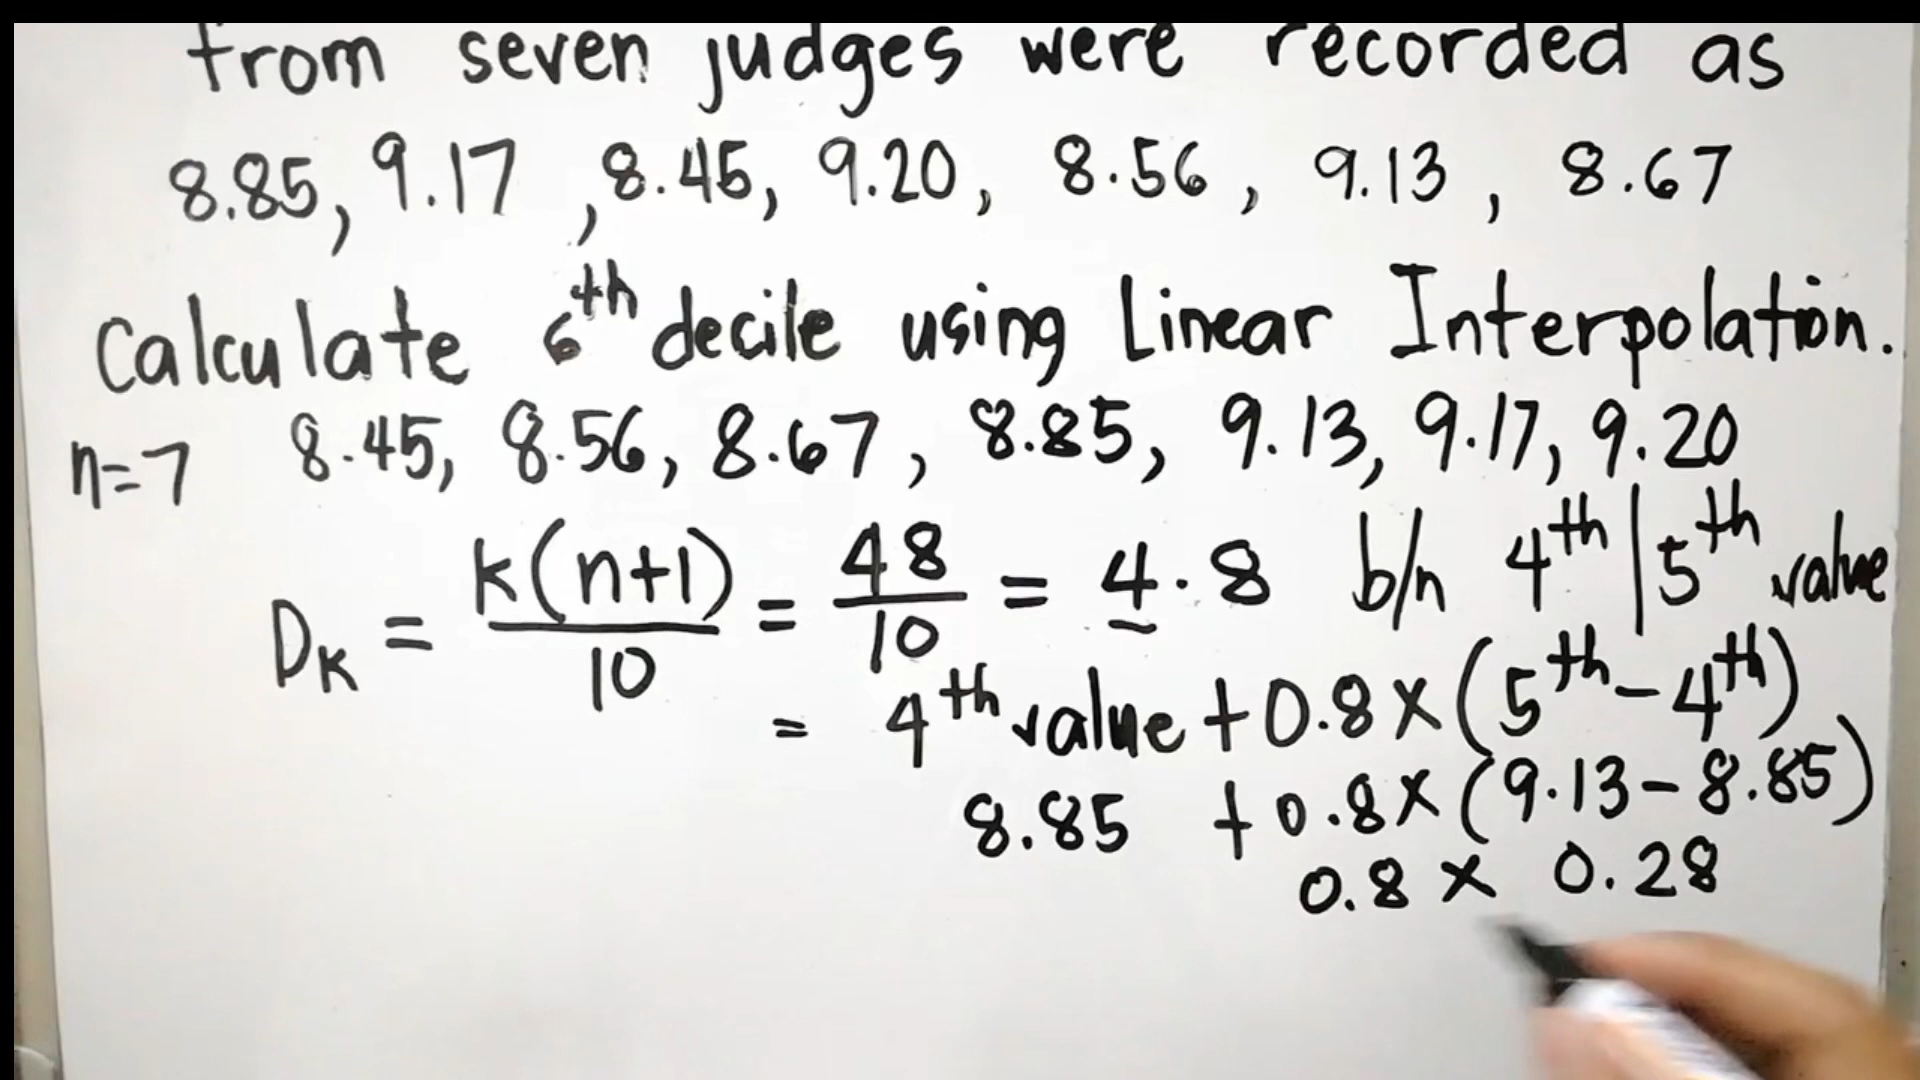 from seven judges were recorded as
8.85, 9.17, 8.45, 9.20, 8.56, 9.13, 8.67
Calculate 6th decile using Linear Interpolation.
n=7 8.45, 8.56, 8.67, 8.85, 9.13, 9.17, 9.20
DK = k(n+1)/10 = 48/10 = 4.8 b/n 4th|5th value
= 4th value + 0.8 × (5th - 4th)
8.85 + 0.8 × (9.13 - 8.85)
0.8 × 0.28